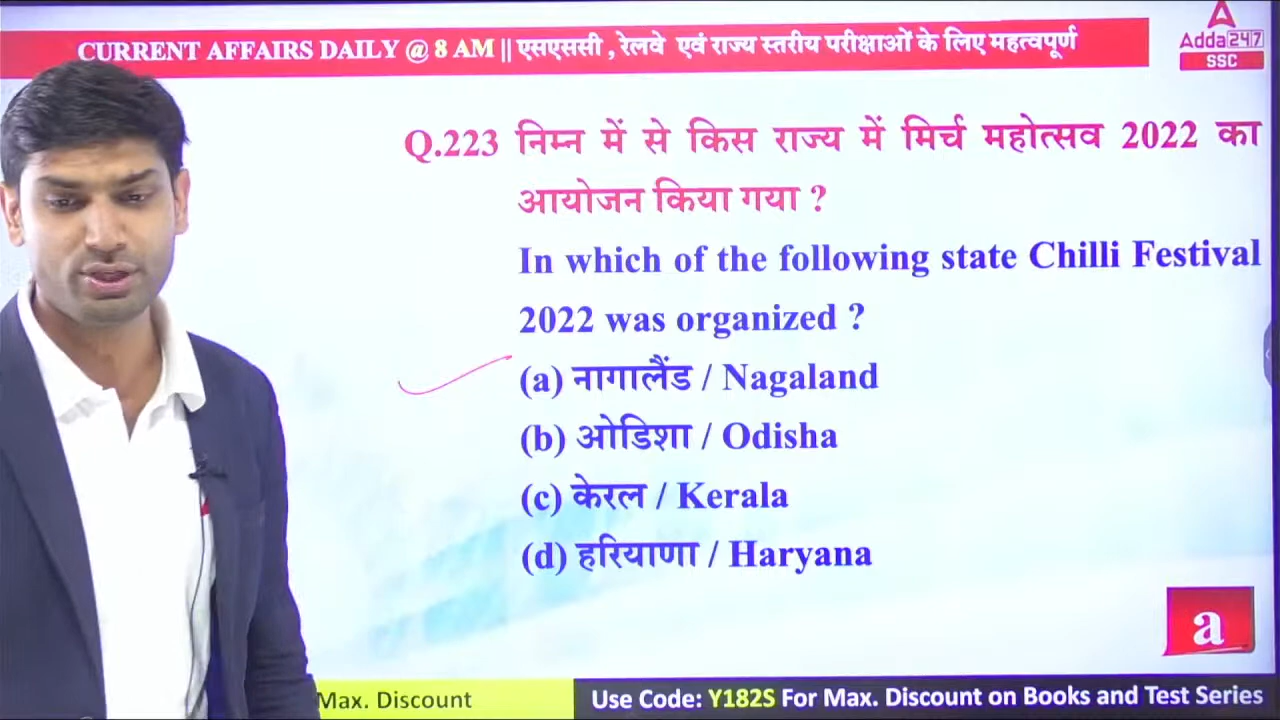 CURRENT AFFAIRS DAILY @ 8 AM || एसएससी , रेलवे एवं राज्य स्तरीय परीक्षाओं के लिए महत्वपूर्ण
Adda247
SSC
Q.223 निम्न में से किस राज्य में मिर्च महोत्सव 2022 का
आयोजन किया गया ?
In which of the following state Chilli Festival
2022 was organized ?
(a) नागालैंड / Nagaland
(b) ओडिशा / Odisha
(c) केरल / Kerala
(d) हरियाणा / Haryana
a
Max. Discount
Use Code: Y182S For Max. Discount on Books and Test Series